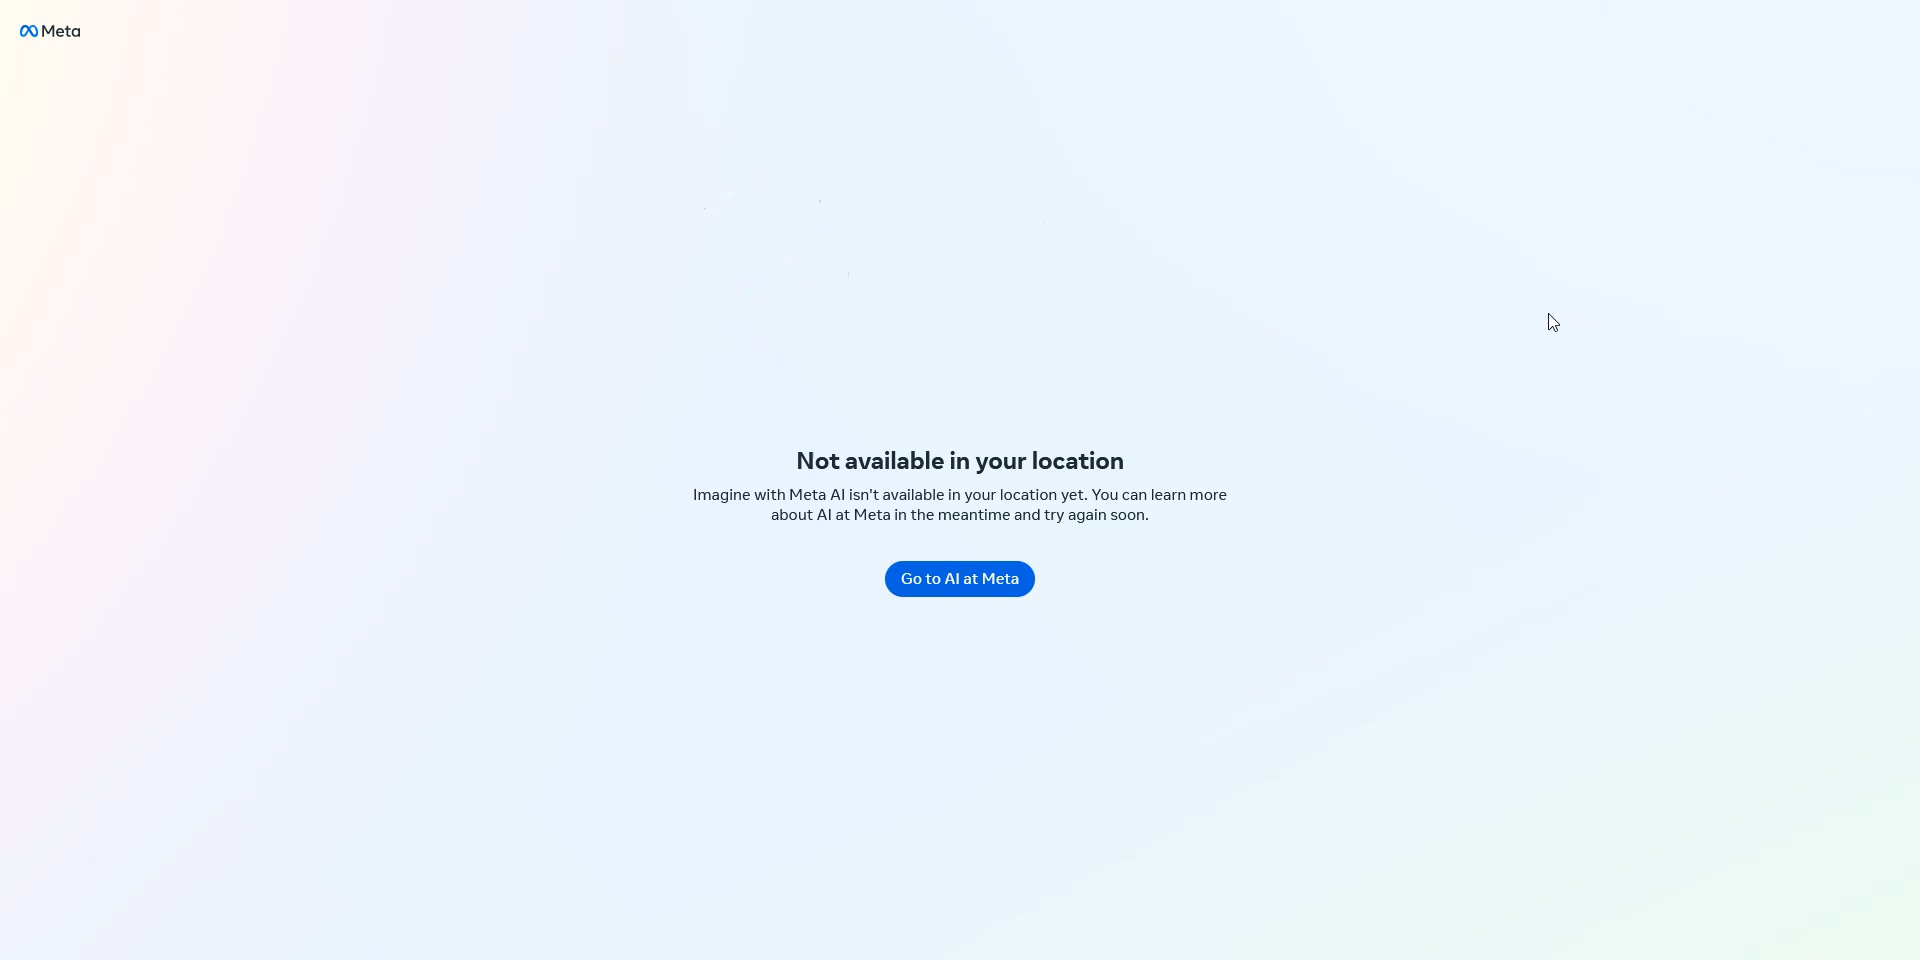 Meta
Not available in your location
Imagine with Meta AI isn't available in your location yet. You can learn more
about AI at Meta in the meantime and try again soon.
Go to AI at Meta